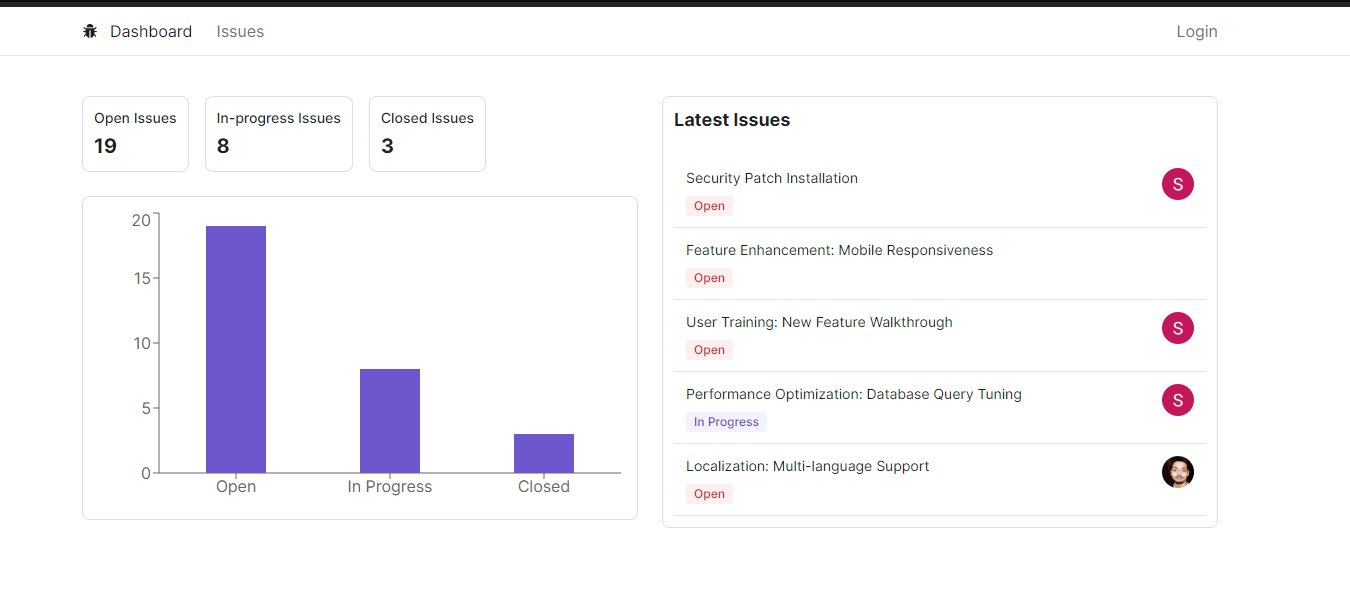 Dashboard Issues Login
Open Issues
19
In-progress Issues
8
Closed Issues
3
20
15
10
5
0
Open In Progress Closed
Latest Issues
Security Patch Installation
S
Open
Feature Enhancement: Mobile Responsiveness
Open
User Training: New Feature Walkthrough
S
Open
Performance Optimization: Database Query Tuning
S
In Progress
Localization: Multi-language Support
Open